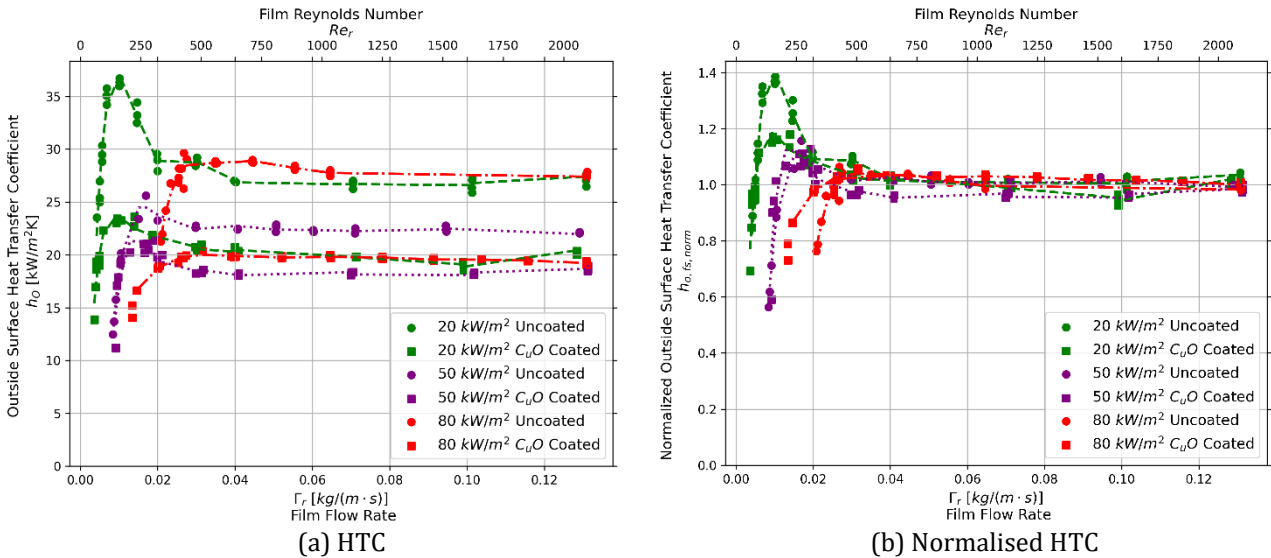 Film Reynolds Number
Re_r
0 250 500 750 1000 1250 1500 1750 2000
Outside Surface Heat Transfer Coefficient
h_O [kW/m²K]
35
30
25
20
15
10
5
0
20 kW/m² Uncoated
20 kW/m² C_uO Coated
50 kW/m² Uncoated
50 kW/m² C_uO Coated
80 kW/m² Uncoated
80 kW/m² C_uO Coated
0.00 0.02 0.04 0.06 0.08 0.10 0.12
Γ_r [kg/(m · s)]
Film Flow Rate
(a) HTC
Film Reynolds Number
Re_r
0 250 500 750 1000 1250 1500 1750 2000
Normalized Outside Surface Heat Transfer Coefficient
h_{o, fs, norm}
1.4
1.2
1.0
0.8
0.6
0.4
0.2
0.0
20 kW/m² Uncoated
20 kW/m² C_uO Coated
50 kW/m² Uncoated
50 kW/m² C_uO Coated
80 kW/m² Uncoated
80 kW/m² C_uO Coated
0.00 0.02 0.04 0.06 0.08 0.10 0.12
Γ_r [kg/(m · s)]
Film Flow Rate
(b) Normalised HTC